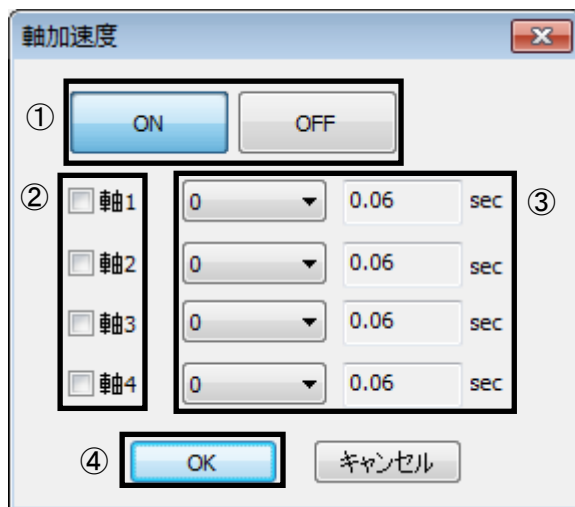 軸加速度
① ON OFF
② 軸1 0 0.06 sec ③
軸2 0 0.06 sec
軸3 0 0.06 sec
軸4 0 0.06 sec
④ OK キャンセル